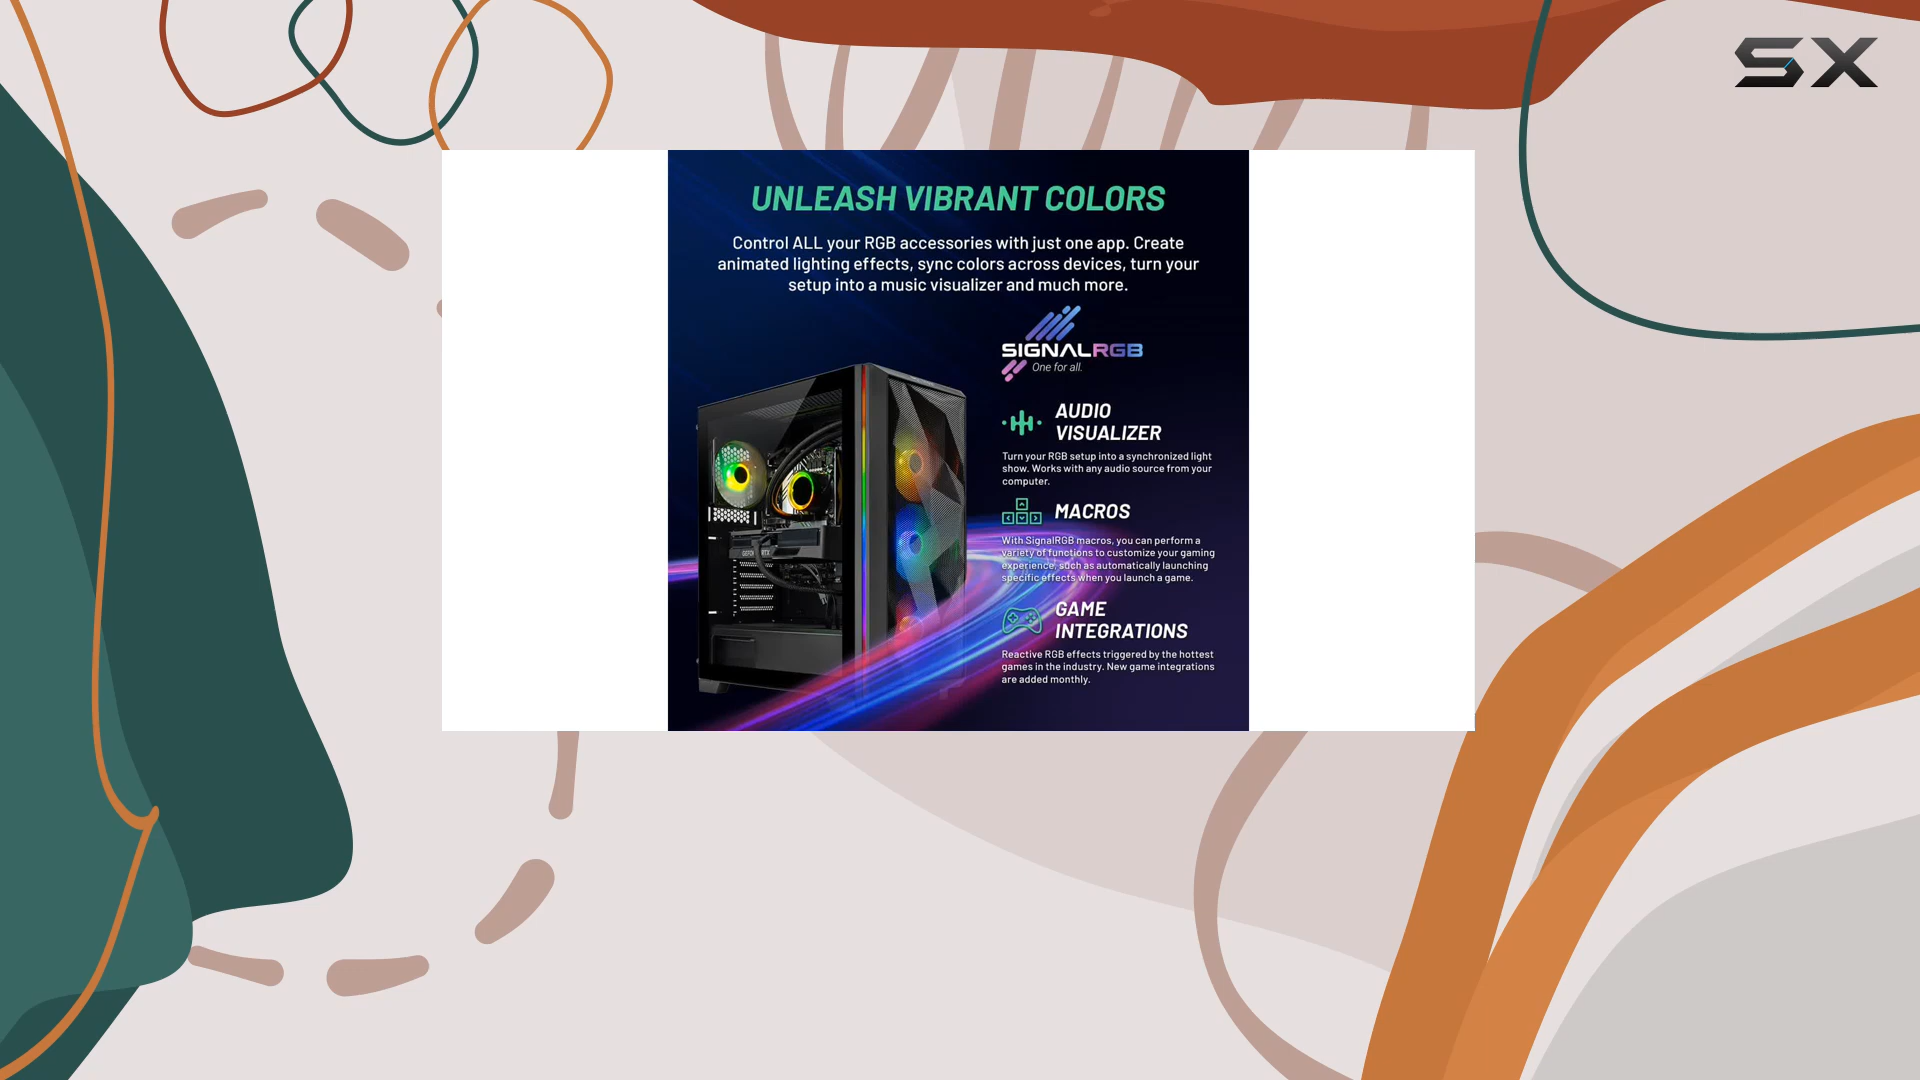 SX
UNLEASH VIBRANT COLORS
Control ALL your RGB accessories with just one app. Create
animated lighting effects, sync colors across devices, turn your
setup into a music visualizer and much more.
SIGNALRGB
One for all.
AUDIO
VISUALIZER
Turn your RGB setup into a synchronized light
show. Works with any audio source from your
computer.
MACROS
With SignalRGB macros, you can perform a
variety of functions to customize your gaming
experience, such as automatically launching
specific effects when you launch a game.
GAME
INTEGRATIONS
Reactive RGB effects triggered by the hottest
games in the industry. New game integrations
are added monthly.